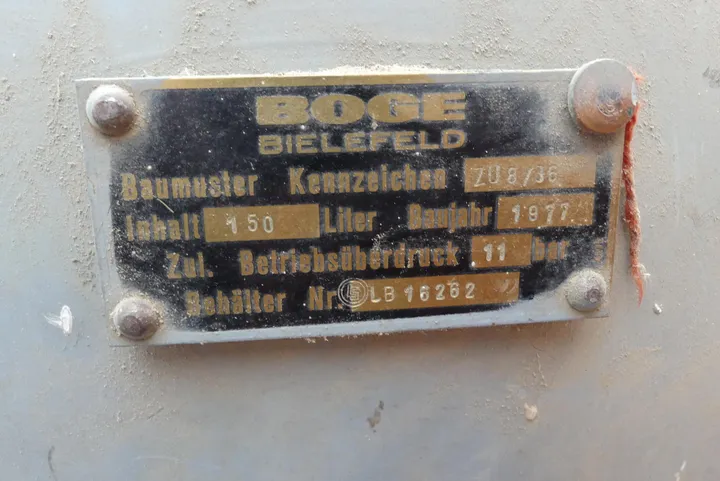 BOGE
BIELEFELD
Baumuster Kennzeichen ZU 8/36
Inhalt 150 Liter Baujahr 1977
Zul. Betriebsüberdruck 11 bar
Behälter Nr. LB 16262